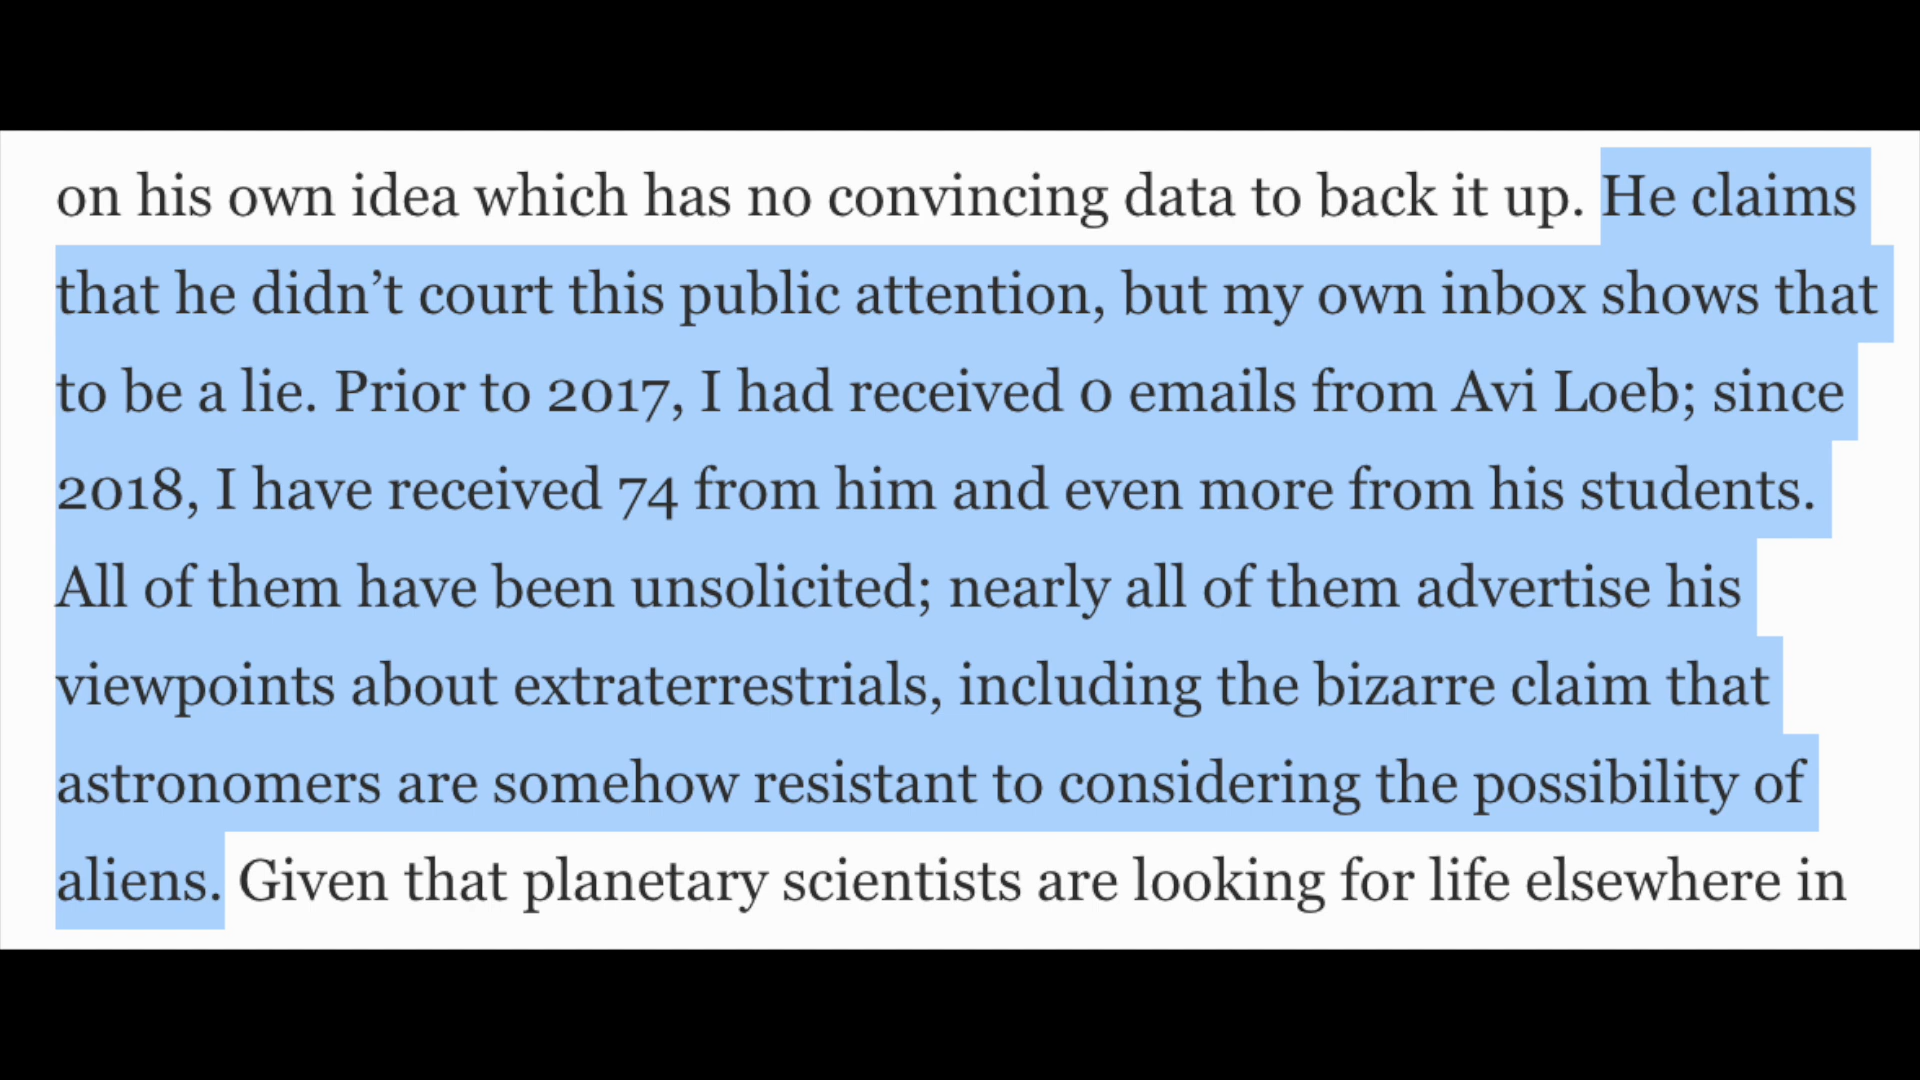 on his own idea which has no convincing data to back it up. He claims
that he didn’t court this public attention, but my own inbox shows that
to be a lie. Prior to 2017, I had received 0 emails from Avi Loeb; since
2018, I have received 74 from him and even more from his students.
All of them have been unsolicited; nearly all of them advertise his
viewpoints about extraterrestrials, including the bizarre claim that
astronomers are somehow resistant to considering the possibility of
aliens. Given that planetary scientists are looking for life elsewhere in